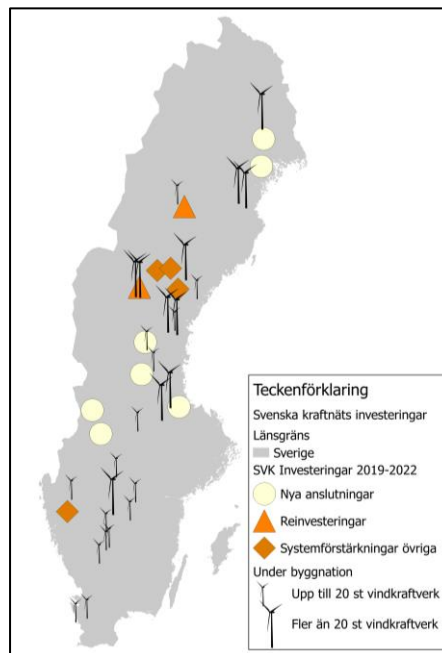 Teckenförklaring
Svenska kraftnäts investeringar
Länsgräns
Sverige
SVK Investeringar 2019-2022
Nya anslutningar
Reinvesteringar
Systemförstärkningar övriga
Under byggnation
Upp till 20 st vindkraftverk
Fler än 20 st vindkraftverk